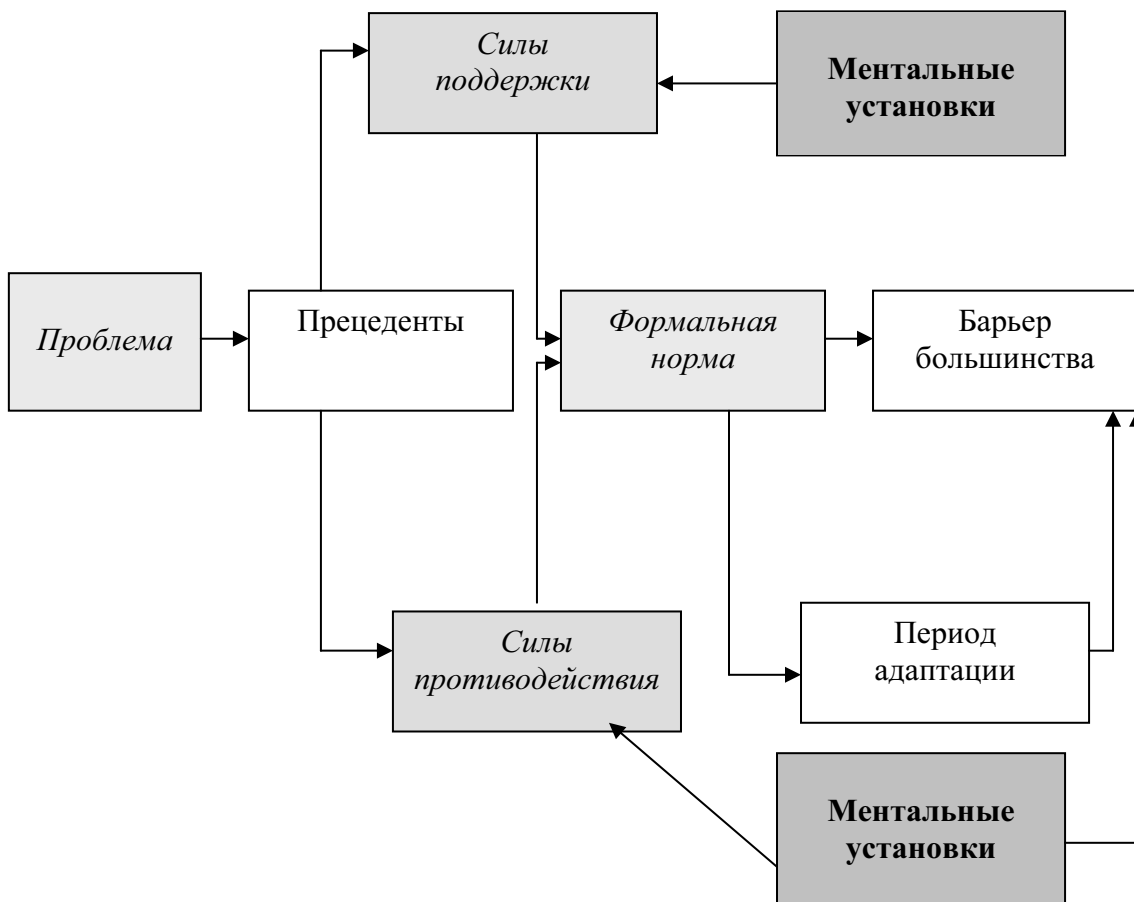 Силы
поддержки
Ментальные
установки
Проблема
Прецеденты
Формальная
норма
Барьер
большинства
Силы
противодействия
Период
адаптации
Ментальные
установки